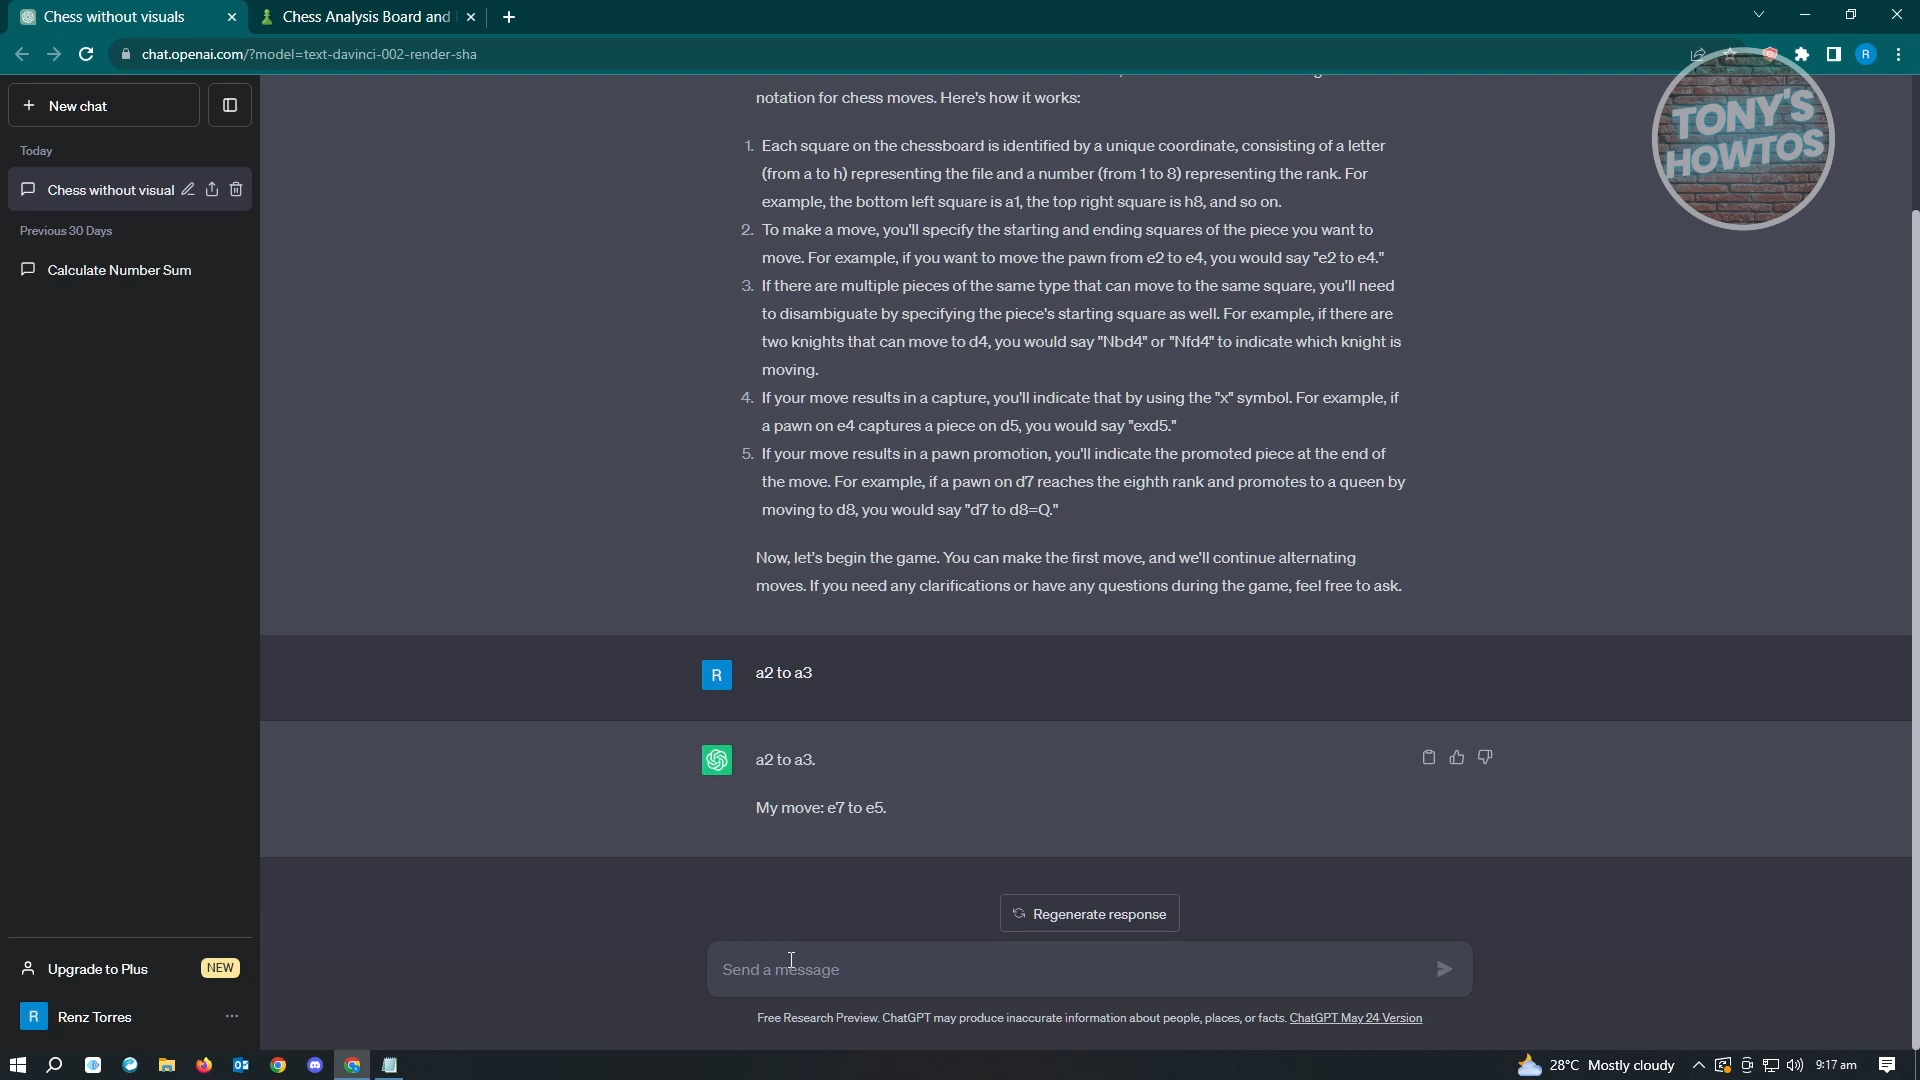 Chess without visuals
Chess Analysis Board and
chat.openai.com/?model=text-davinci-002-render-sha
R
TONY'S
HOWTOS
New chat
Today
Chess without visual
Previous 30 Days
Calculate Number Sum
notation for chess moves. Here's how it works:
1. Each square on the chessboard is identified by a unique coordinate, consisting of a letter
(from a to h) representing the file and a number (from 1 to 8) representing the rank. For
example, the bottom left square is a1, the top right square is h8, and so on.
2. To make a move, you'll specify the starting and ending squares of the piece you want to
move. For example, if you want to move the pawn from e2 to e4, you would say "e2 to e4."
3. If there are multiple pieces of the same type that can move to the same square, you'll need
to disambiguate by specifying the piece's starting square as well. For example, if there are
two knights that can move to d4, you would say "Nbd4" or "Nfd4" to indicate which knight is
moving.
4. If your move results in a capture, you'll indicate that by using the "x" symbol. For example, if
a pawn on e4 captures a piece on d5, you would say "exd5."
5. If your move results in a pawn promotion, you'll indicate the promoted piece at the end of
the move. For example, if a pawn on d7 reaches the eighth rank and promotes to a queen by
moving to d8, you would say "d7 to d8=Q."
Now, let's begin the game. You can make the first move, and we'll continue alternating
moves. If you need any clarifications or have any questions during the game, feel free to ask.
R a2 to a3
a2 to a3.
My move: e7 to e5.
Regenerate response
Send a message
Free Research Preview. ChatGPT may produce inaccurate information about people, places, or facts. ChatGPT May 24 Version
Upgrade to Plus NEW
R Renz Torres
28°C Mostly cloudy 9:17 am